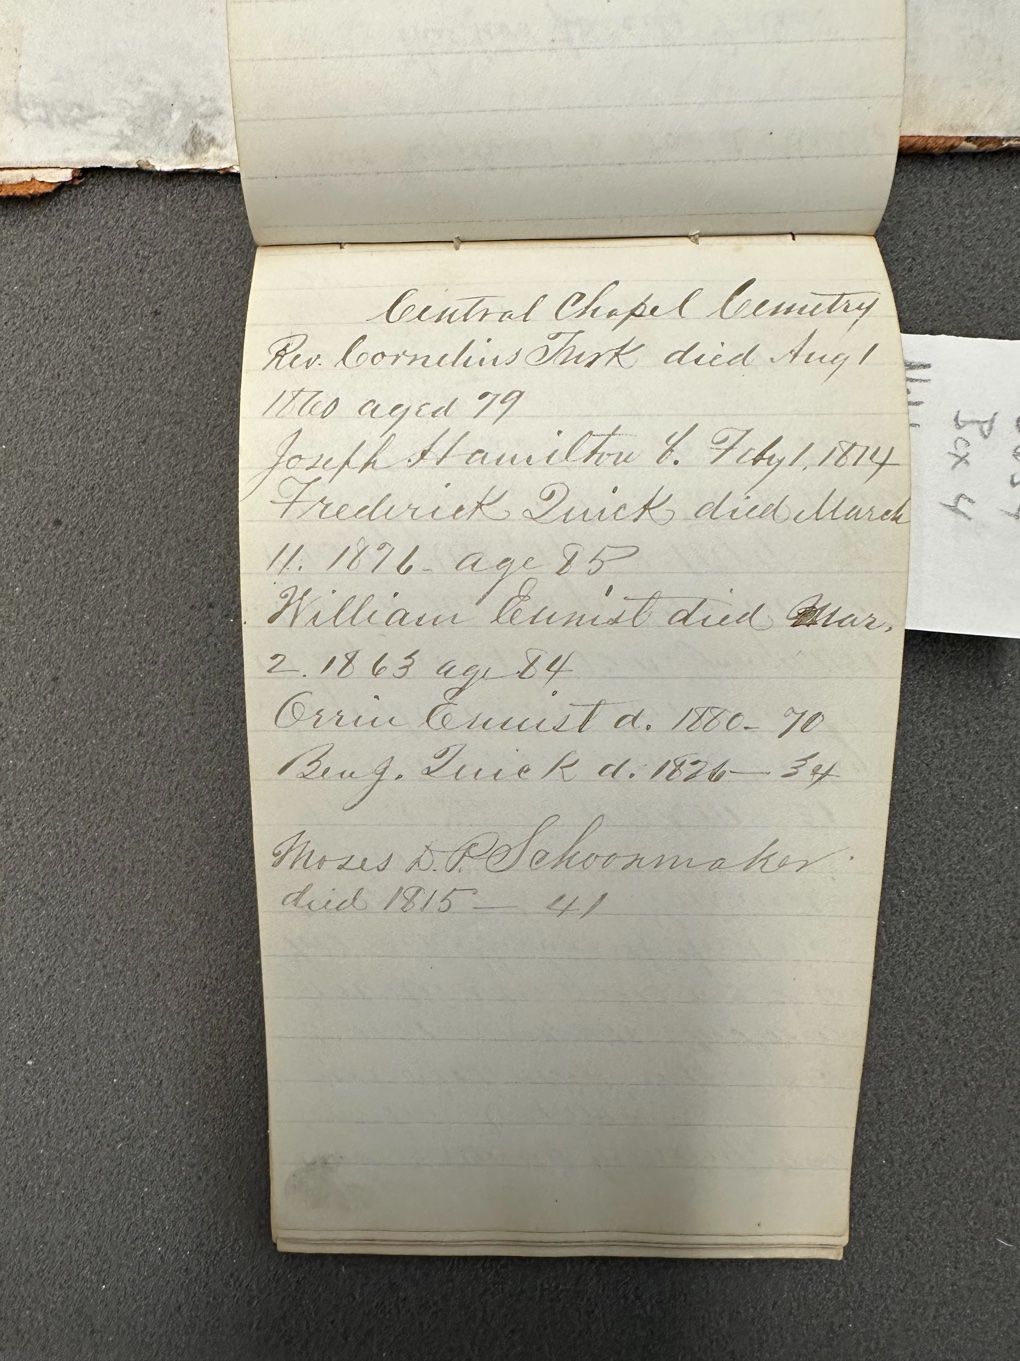 Central Chapel Cemetry
Rev. Cornelius Turk died Aug 1
1860 aged 79
Joseph Hamilton b. Feby 1, 1814
Frederick Quick died March
11. 1876- age 85
William Ennist died Mar,
2. 1863 age 84
Orrin Ennist d. 1880- 70
Benj. Quick d. 1826 — 34
Moses D. P. Schoonmaker
died 1815 — 41
Box 4